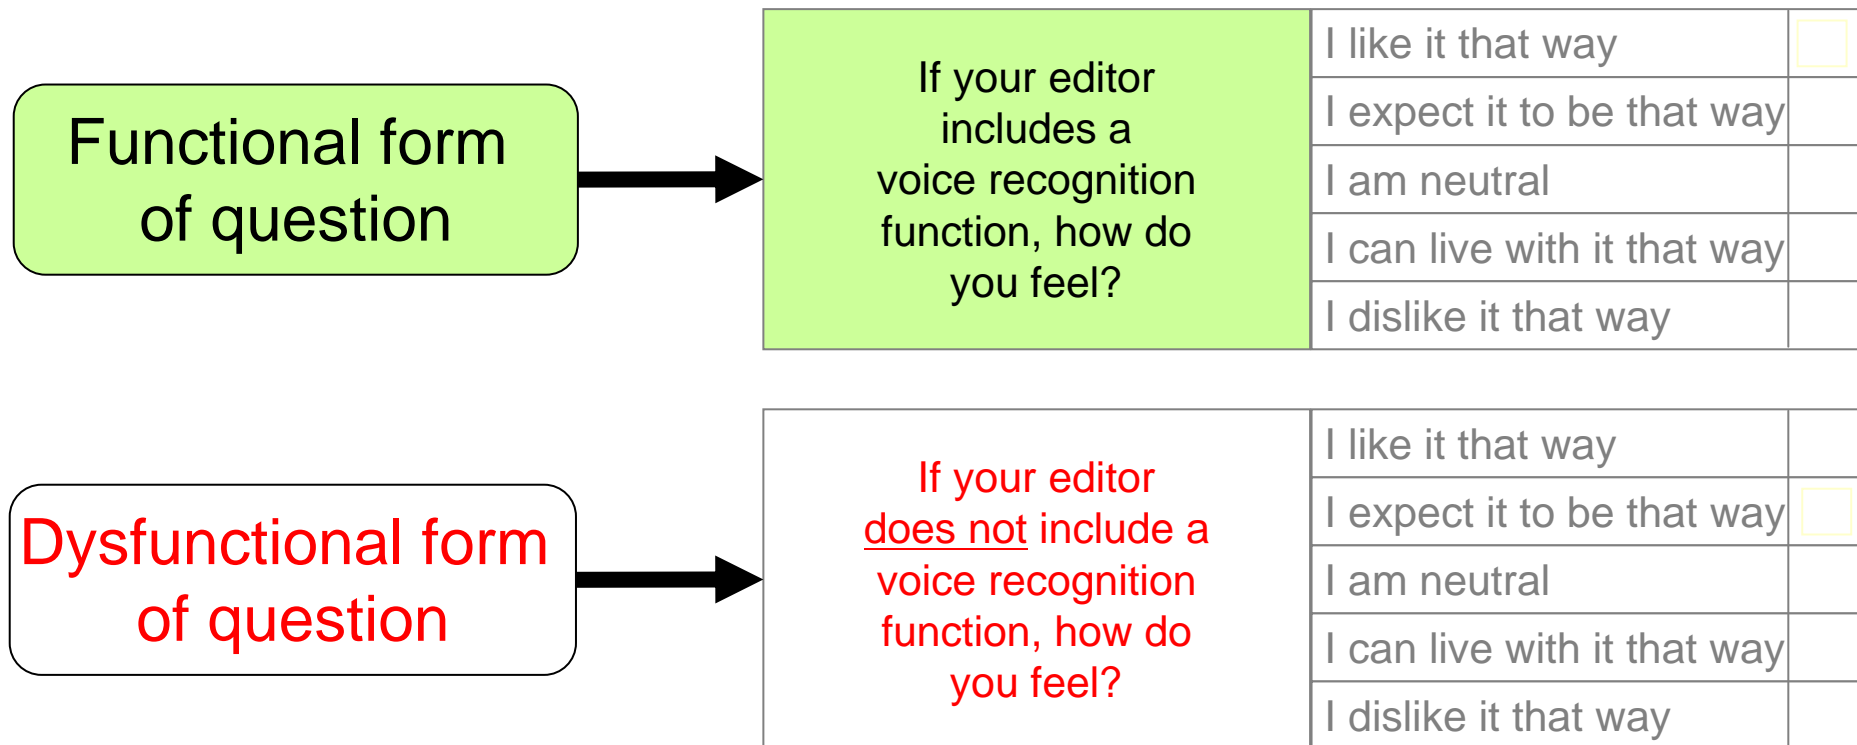 Functional form
of question
If your editor
includes a
voice recognition
function, how do
you feel?
I like it that way
I expect it to be that way
I am neutral
I can live with it that way
I dislike it that way
Dysfunctional form
of question
If your editor
does not include a
voice recognition
function, how do
you feel?
I like it that way
I expect it to be that way
I am neutral
I can live with it that way
I dislike it that way